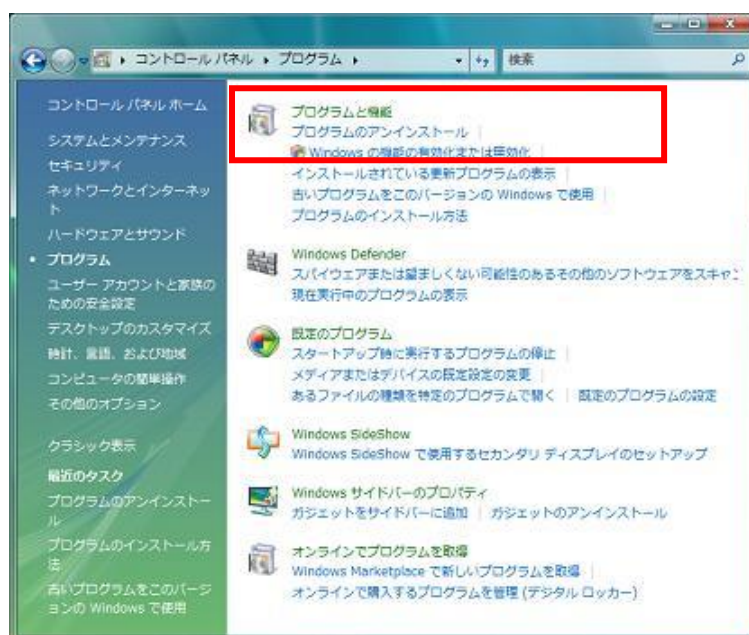 コントロール パネル ▸ プログラム ▸
検索
コントロール パネル ホーム
システムとメンテナンス
セキュリティ
ネットワークとインターネッ
ト
ハードウェアとサウンド
• プログラム
ユーザー アカウントと家族の
ための安全設定
デスクトップのカスタマイズ
時計、言語、および地域
コンピュータの簡単操作
その他のオプション
クラシック表示
最近のタスク
プログラムのアンインストー
ル
プログラムのインストール方
法
古いプログラムをこのバージ
ョンの Windows で使用
プログラムと機能
プログラムのアンインストール
Windows の機能の有効化または無効化
インストールされている更新プログラムの表示
古いプログラムをこのバージョンの Windows で使用
プログラムのインストール方法
Windows Defender
スパイウェアまたは望ましくない可能性のあるその他のソフトウェアをスキャ
現在実行中のプログラムの表示
既定のプログラム
スタートアップ時に実行するプログラムの停止
メディアまたはデバイスの既定設定の変更
あるファイルの種類を特定のプログラムで開く | 既定のプログラムの設定
Windows SideShow
Windows SideShow で使用するセカンダリ ディスプレイのセットアップ
Windows サイドバーのプロパティ
ガジェットをサイドバーに追加 | ガジェットのアンインストール
オンラインでプログラムを取得
Windows Marketplace で新しいプログラムを取得
オンラインで購入するプログラムを管理 (デジタル ロッカー)